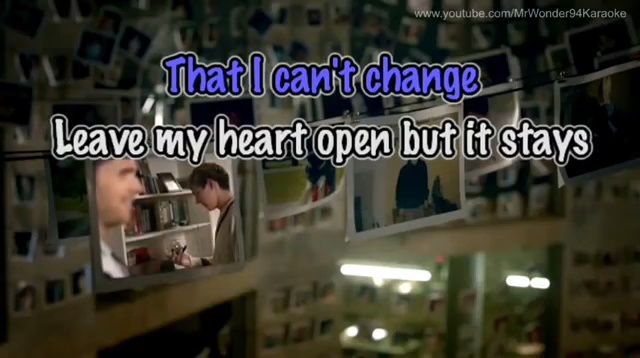 www.youtube.com/MrWonder94Karaoke
That I can't change
Leave my heart open but it stays